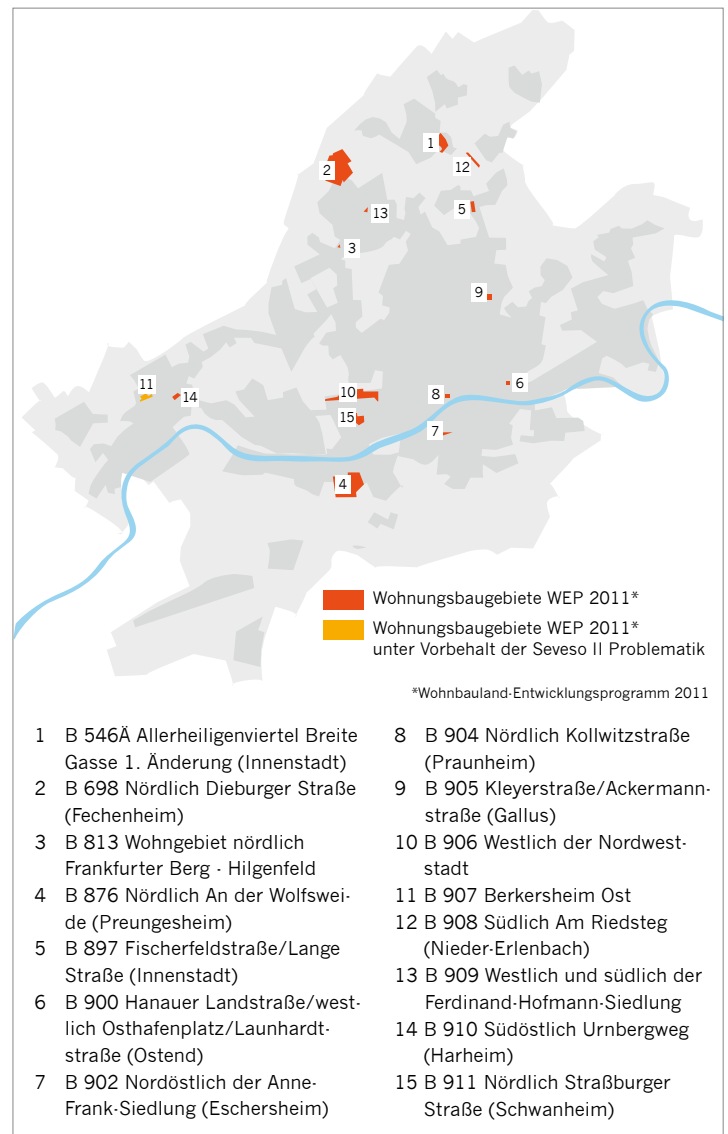 1
12
2
13
5
3
9
11
14
10
6
8
15
7
4
Wohnungsbaugebiete WEP 2011*
Wohnungsbaugebiete WEP 2011*
unter Vorbehalt der Seveso II Problematik
*Wohnbauland-Entwicklungsprogramm 2011
1 B 546Ä Allerheiligenviertel Breite
Gasse 1. Änderung (Innenstadt)
2 B 698 Nördlich Dieburger Straße
(Fechenheim)
3 B 813 Wohngebiet nördlich
Frankfurter Berg - Hilgenfeld
4 B 876 Nördlich An der Wolfswei-
de (Preungesheim)
5 B 897 Fischerfeldstraße/Lange
Straße (Innenstadt)
6 B 900 Hanauer Landstraße/west-
lich Osthafenplatz/Launhardt-
straße (Ostend)
7 B 902 Nordöstlich der Anne-
Frank-Siedlung (Eschersheim)
8 B 904 Nördlich Kollwitzstraße
(Praunheim)
9 B 905 Kleyerstraße/Ackermann-
straße (Gallus)
10 B 906 Westlich der Nordwest-
stadt
11 B 907 Berkersheim Ost
12 B 908 Südlich Am Riedsteg
(Nieder-Erlenbach)
13 B 909 Westlich und südlich der
Ferdinand-Hofmann-Siedlung
14 B 910 Südöstlich Urnbergweg
(Harheim)
15 B 911 Nördlich Straßburger
Straße (Schwanheim)